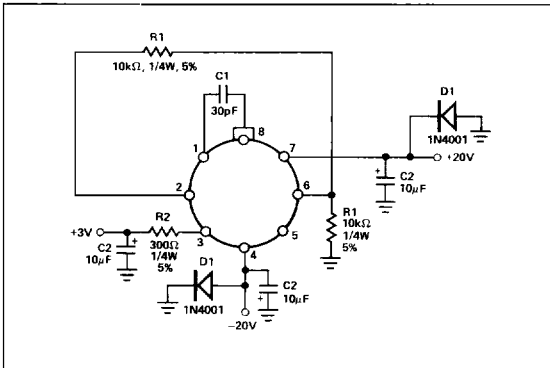 R1
10kΩ, 1/4W, 5%
C1
30pF
D1
1N4001
+20V
1
8
7
+
C2
10μF
2
6
R1
10kΩ
1/4W
5%
+3V
+
C2
10μF
R2
300Ω
1/4W
5%
3
4
5
D1
1N4001
+
C2
10μF
−20V